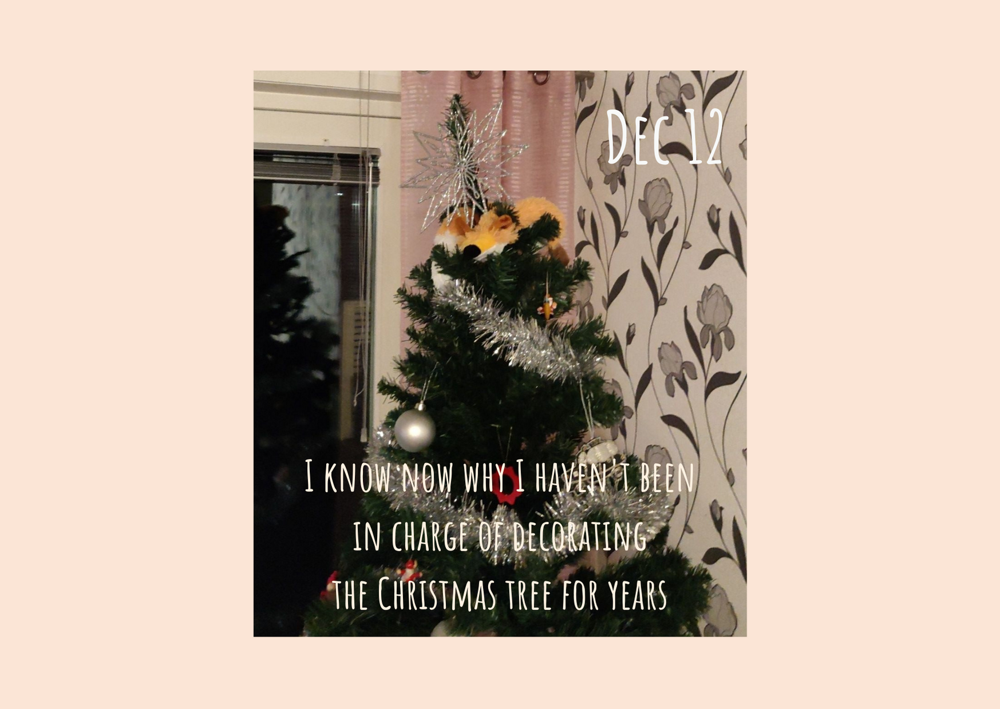 Dec 12
I know now why I haven't been
in charge of decorating
the Christmas tree for years